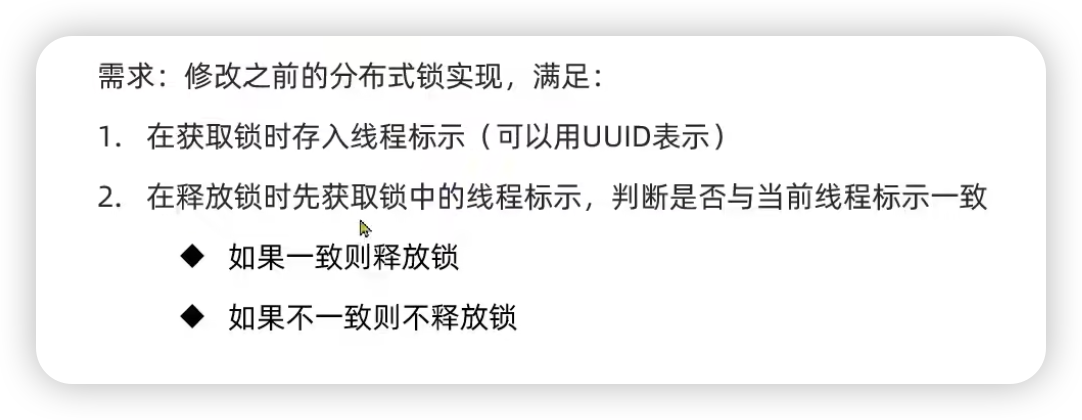 需求：修改之前的分布式锁实现，满足：
1. 在获取锁时存入线程标示（可以用UUID表示）
2. 在释放锁时先获取锁中的线程标示，判断是否与当前线程标示一致
◆ 如果一致则释放锁
◆ 如果不一致则不释放锁